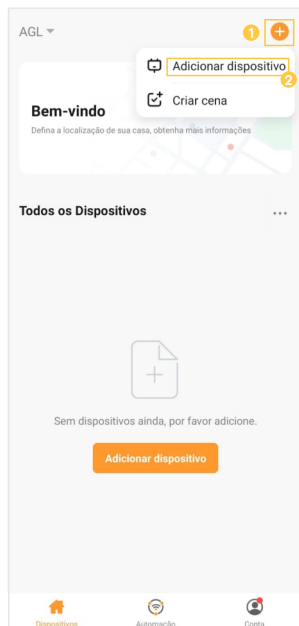 AGL
1
Adicionar dispositivo
2
Criar cena
Bem-vindo
Defina a localização de sua casa, obtenha mais informações
Todos os Dispositivos
Sem dispositivos ainda, por favor adicione.
Adicionar dispositivo
Dispositivos
Automação
Conta